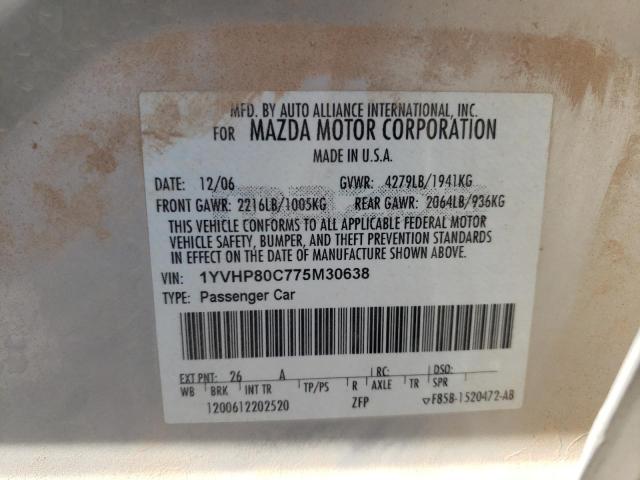 MFD. BY AUTO ALLIANCE INTERNATIONAL, INC.
FOR MAZDA MOTOR CORPORATION
MADE IN U.S.A.
DATE: 12/06 GVWR: 4279LB/1941KG
FRONT GAWR: 2216LB/1005KG REAR GAWR: 2064LB/936KG
THIS VEHICLE CONFORMS TO ALL APPLICABLE FEDERAL MOTOR
VEHICLE SAFETY, BUMPER, AND THEFT PREVENTION STANDARDS
IN EFFECT ON THE DATE OF MANUFACTURE SHOWN ABOVE.
VIN: 1YVHP80C775M30638
TYPE: Passenger Car
EXT PNT: 26 A RC: DSO:
WB BRK INT TR TP/PS R AXLE TR SPR
1200612202520 ZFP ▽F85B-1520472-AB